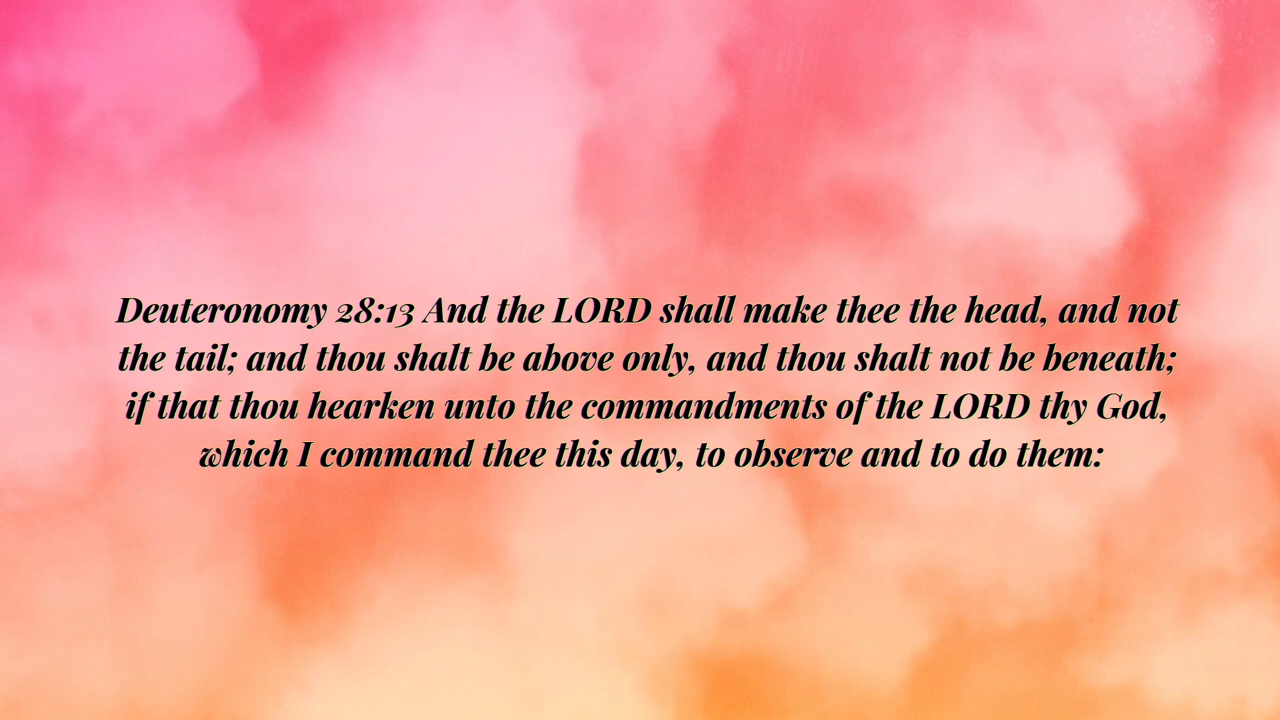 Deuteronomy 28:13 And the LORD shall make thee the head, and not
the tail; and thou shalt be above only, and thou shalt not be beneath;
if that thou hearken unto the commandments of the LORD thy God,
which I command thee this day, to observe and to do them: